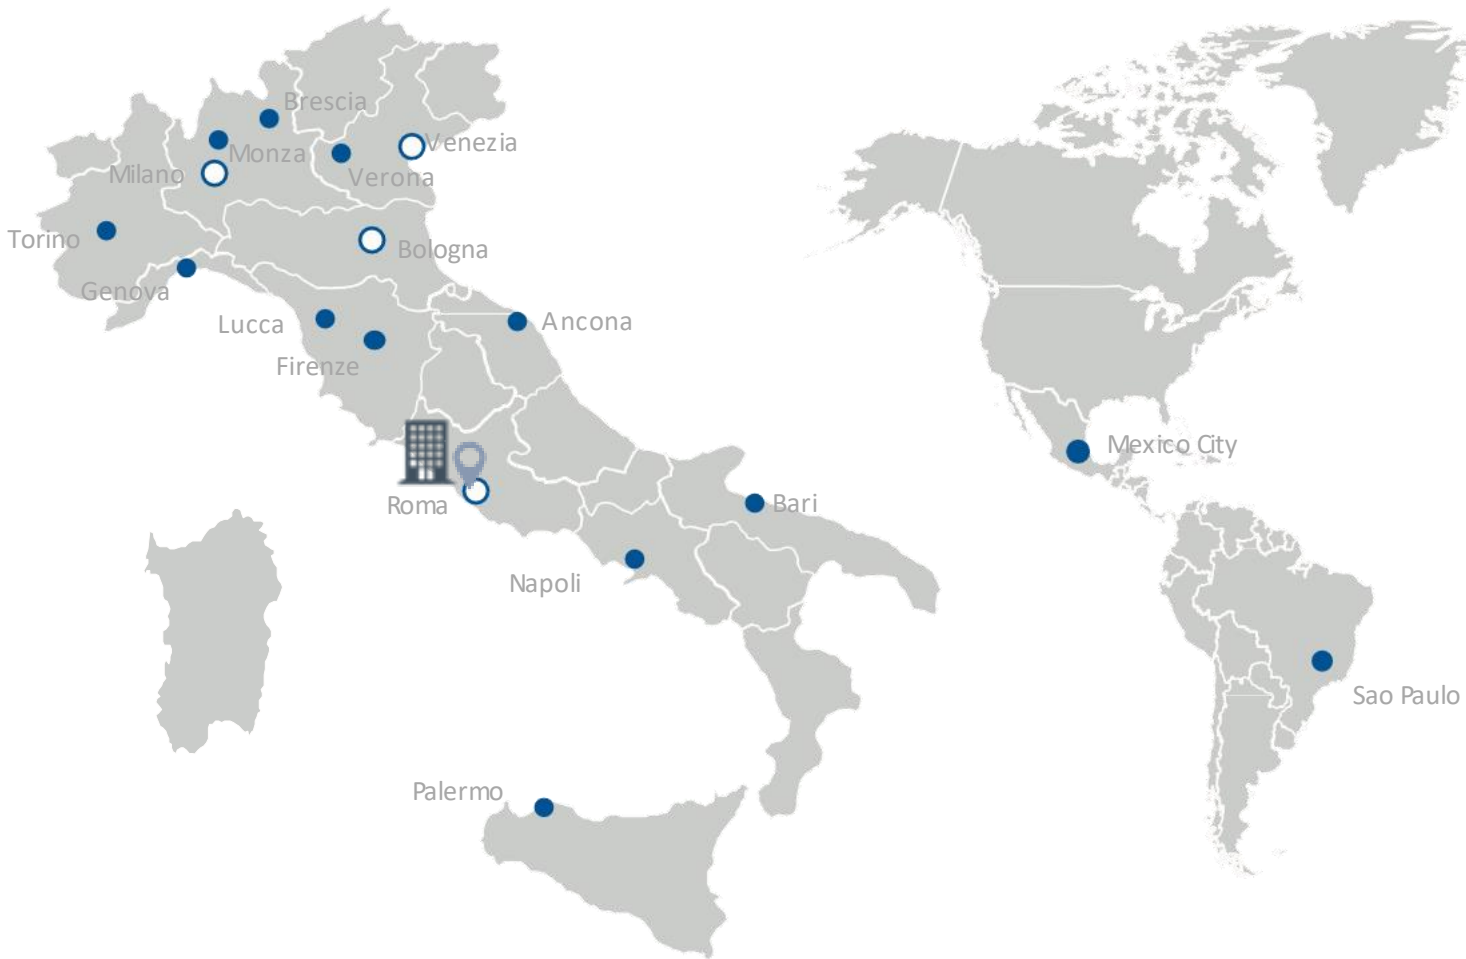 Brescia
Venezia
Monza
Milano
Verona
Torino
Bologna
Genova
Lucca
Ancona
Firenze
Mexico City
Roma
Bari
Napoli
Sao Paulo
Palermo